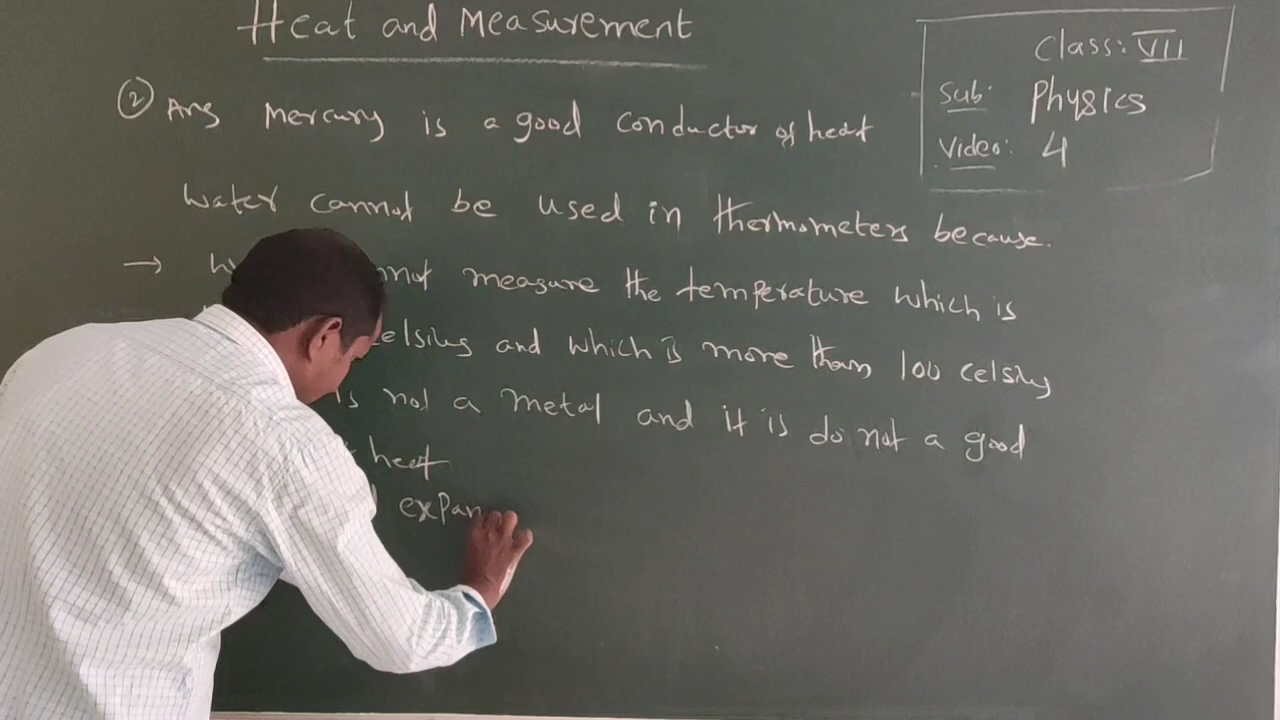 Heat and Measurement
Class: VII
Sub: Physics
Video: 4
② Ans Mercury is a good conductor of heat
Water cannot be used in thermometers because.
→ not measure the temperature which is
celsius and which is more than 100 celsius
is not a metal and it is do not a good
heat
expan